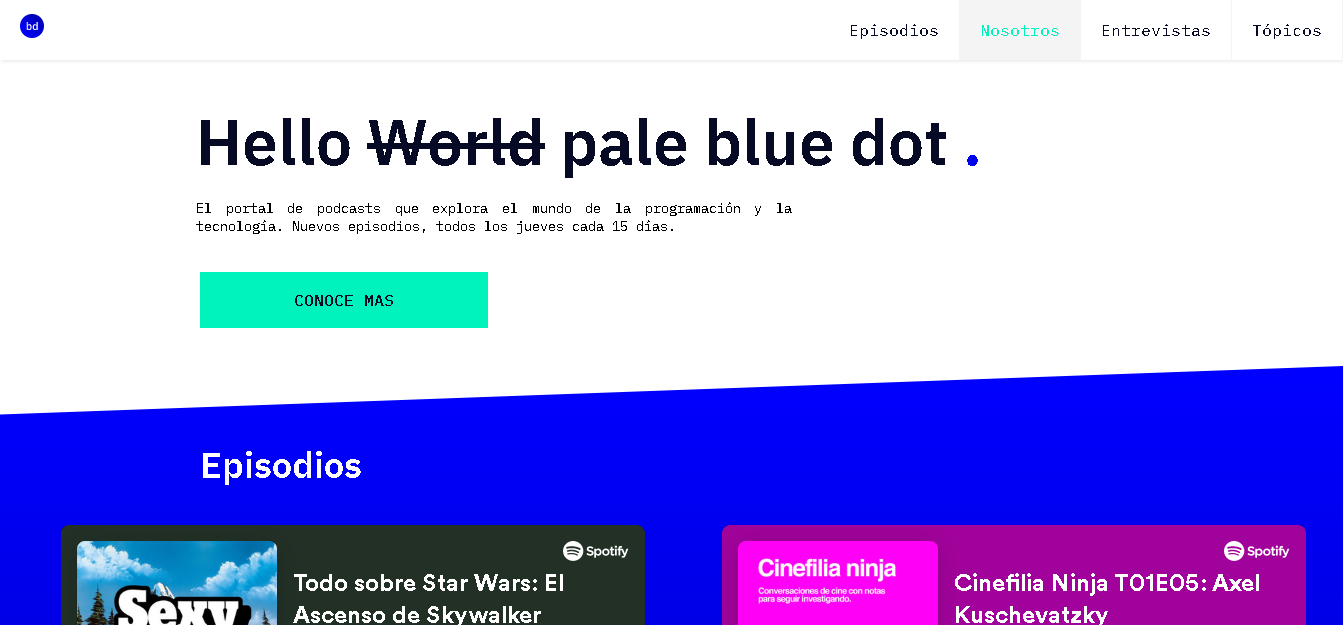 bd
Episodios Nosotros Entrevistas Tópicos
Hello World pale blue dot .
El portal de podcasts que explora el mundo de la programación y la
tecnología. Nuevos episodios, todos los jueves cada 15 días.
CONOCE MAS
Episodios
Spotify
Todo sobre Star Wars: El
Ascenso de Skywalker
Sexy
Spotify
Cinefilia ninja
Conversaciones de cine con notas
para seguir investigando.
Cinefilia Ninja T01E05: Axel
Kuschevatzky